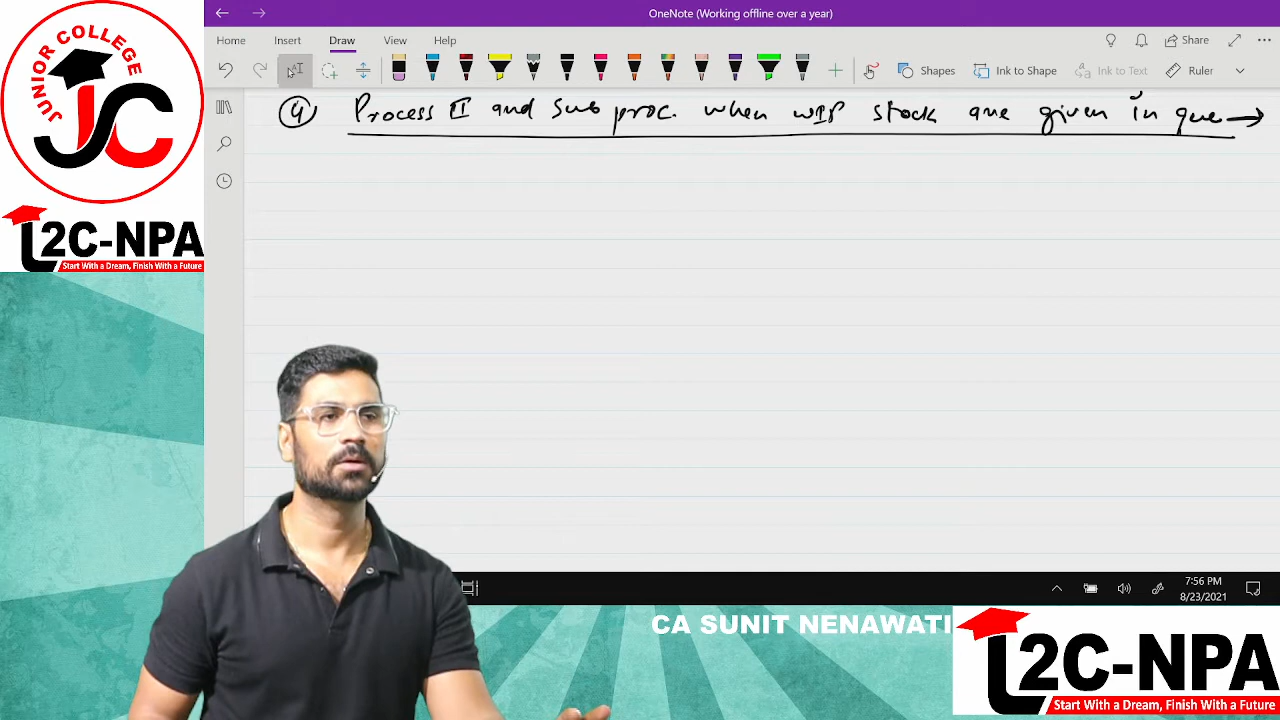 JUNIOR COLLEGE
JC
L2C-NPA
Start With a Dream, Finish With a Future
OneNote (Working offline over a year)
Home Insert Draw View Help
Share
Shapes Ink to Shape Ink to Text Ruler
4 Process II and sub proc. when WIP stock are given in que →
7:56 PM
8/23/2021
CA SUNIT NENAWATI
L2C-NPA
Start With a Dream, Finish With a Future